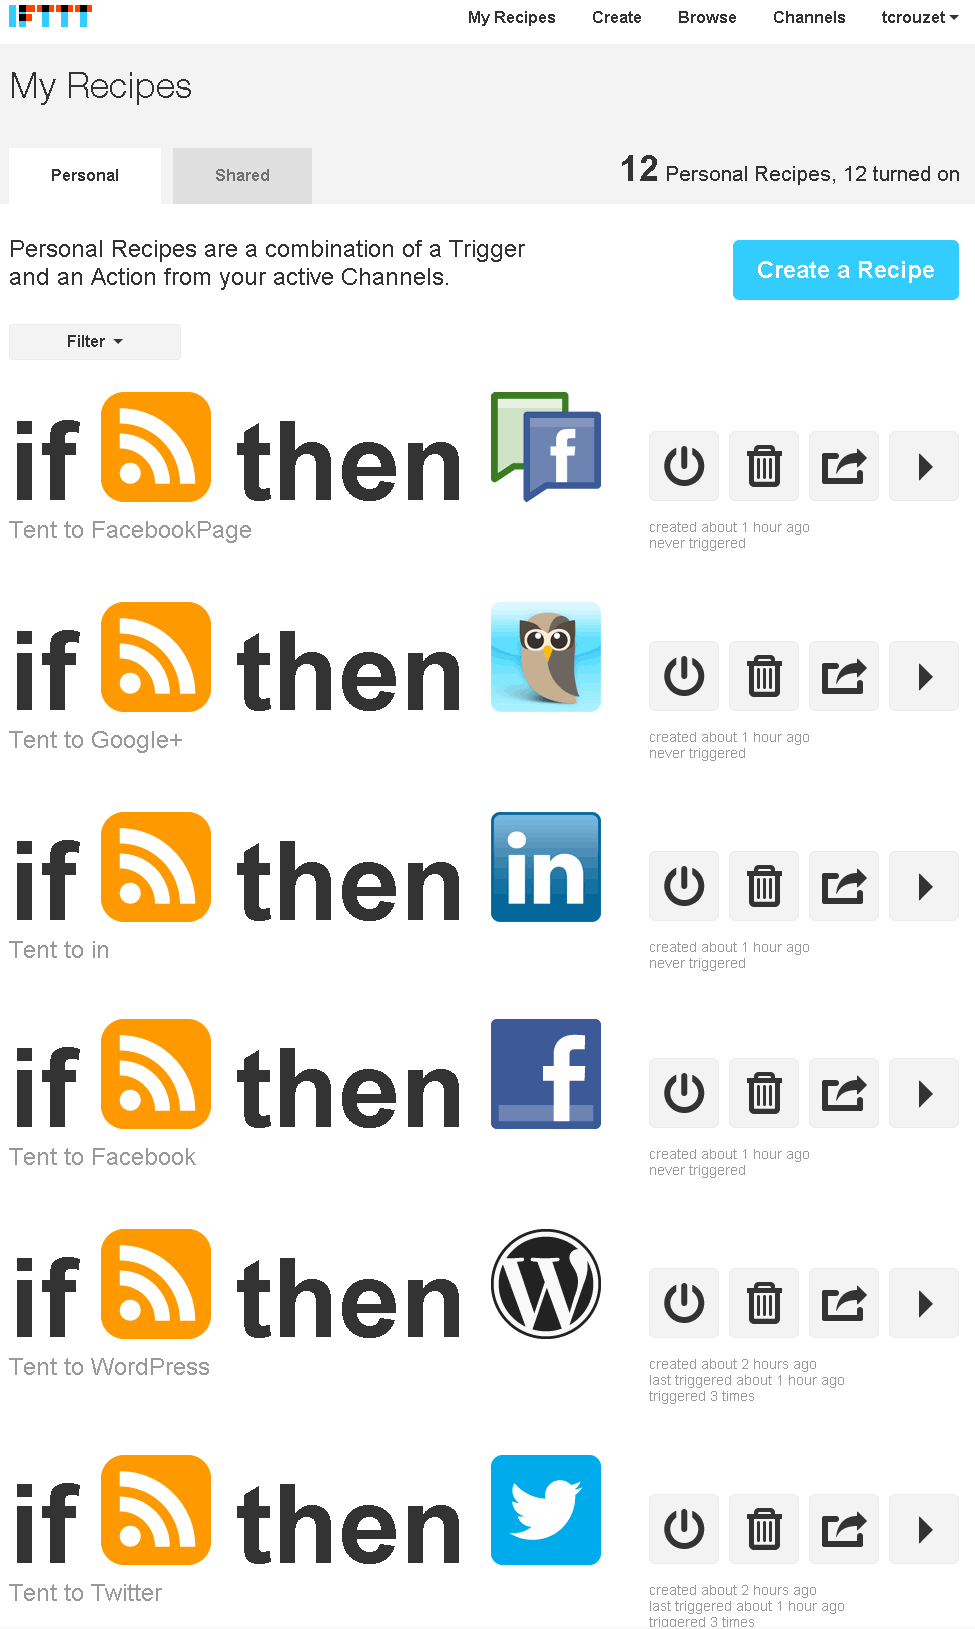 IFTTT
My Recipes Create Browse Channels tcrouzet
My Recipes
Personal Shared
12 Personal Recipes, 12 turned on
Personal Recipes are a combination of a Trigger
and an Action from your active Channels.
Create a Recipe
Filter
if then f
Tent to FacebookPage
created about 1 hour ago
never triggered
if then
Tent to Google+
created about 1 hour ago
never triggered
if then in
Tent to in
created about 1 hour ago
never triggered
if then f
Tent to Facebook
created about 1 hour ago
never triggered
if then W
Tent to WordPress
created about 2 hours ago
last triggered about 1 hour ago
triggered 3 times
if then
Tent to Twitter
created about 2 hours ago
last triggered about 1 hour ago
triggered 3 times